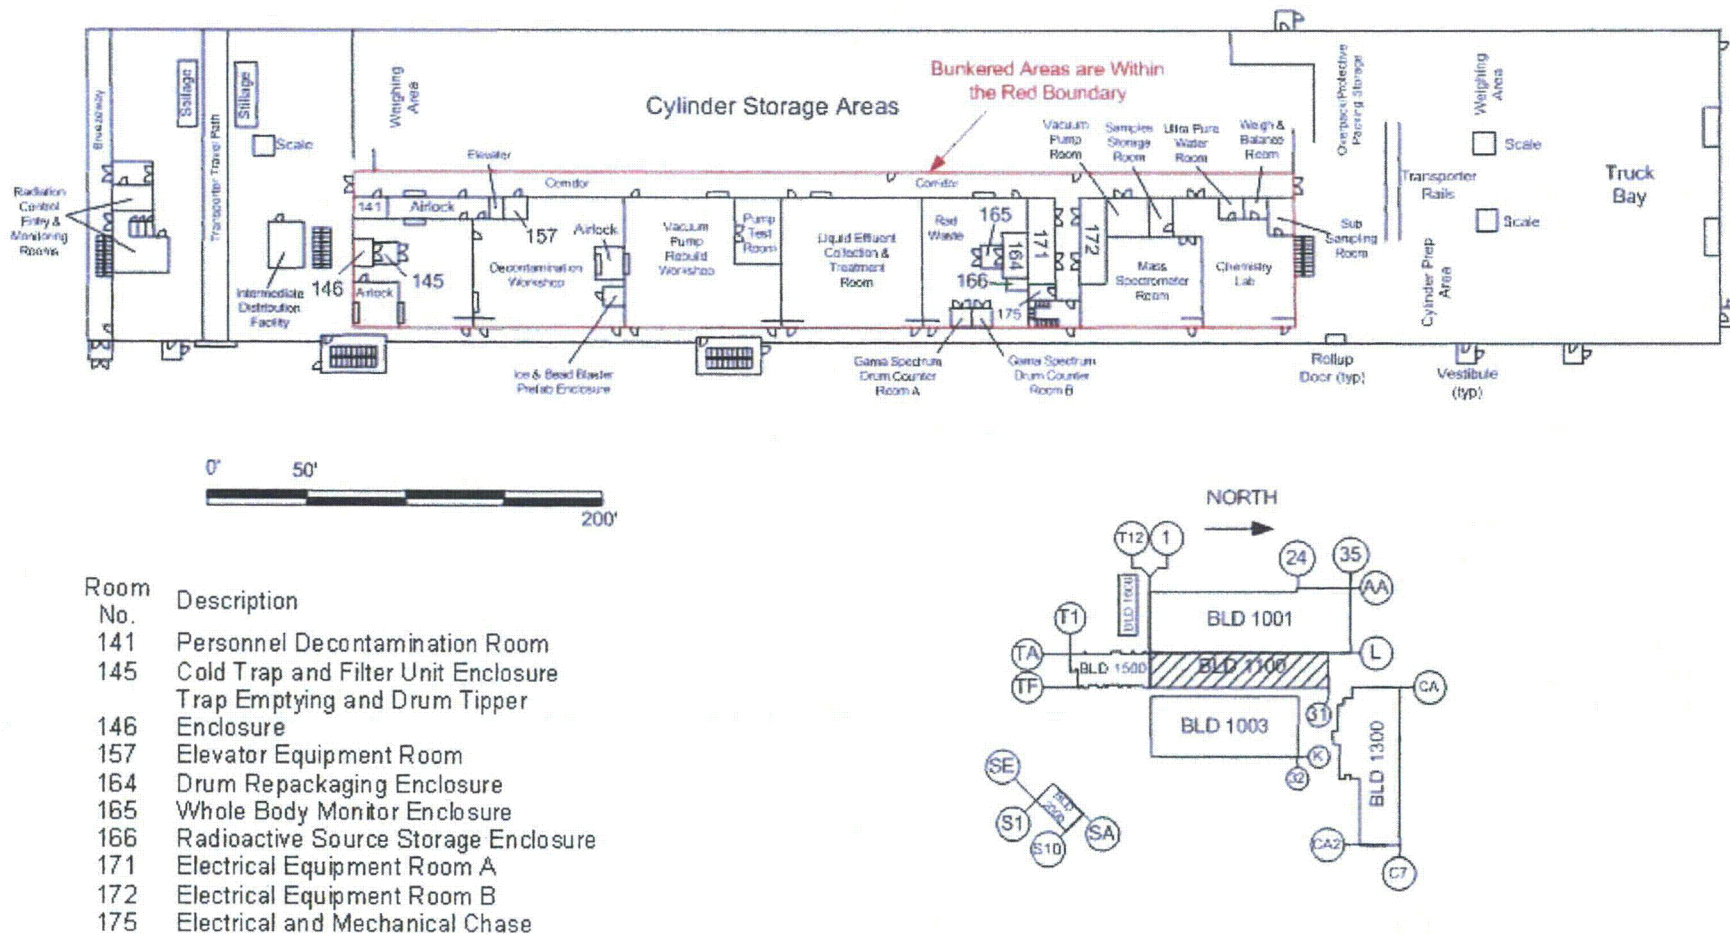 Breezeway
Stillage
Transporter Travel Path
Stillage
Scale
Weighing
Area
Cylinder Storage Areas
Bunkered Areas are Within
the Red Boundary
Elevator
Corridor
Corridor
Vacuum
Pump
Room
Samples
Storage
Room
Ultra Pure
Water
Room
Weigh &
Balance
Room
Overpack/Protective
Packing Storage
Weighing
Area
Scale
Scale
Transporter
Rails
Truck
Bay
Radiation
Control
Entry &
Monitoring
Rooms
141
Airlock
157
Airlock
Vacuum
Pump
Rebuild
Workshop
Pump
Test
Room
Liquid Effluent
Collection &
Treatment
Room
Rad
Waste
165
164
171
172
166
175
Mass
Spectrometer
Room
Chemistry
Lab
Sub
Sampling
Room
Cylinder Prep
Area
Intermediate
Distribution
Facility
146
145
Airlock
Decontamination
Workshop
Ice & Bead Blaster
Prefab Enclosure
Gama Spectrum
Drum Counter
Room A
Gama Spectrum
Drum Counter
Room B
Rollup
Door (typ)
Vestibule
(typ)
0'
50'
200'
NORTH
T12
1
24
35
AA
BLD 1600
BLD 1001
T1
TA
BLD 1500
BLD 1100
L
TF
CA
31
BLD 1003
K
32
BLD 1300
SE
BLD
S1
S10
SA
CA2
C7
Room
No.
Description
141 Personnel Decontamination Room
145 Cold Trap and Filter Unit Enclosure
Trap Emptying and Drum Tipper
146 Enclosure
157 Elevator Equipment Room
164 Drum Repackaging Enclosure
165 Whole Body Monitor Enclosure
166 Radioactive Source Storage Enclosure
171 Electrical Equipment Room A
172 Electrical Equipment Room B
175 Electrical and Mechanical Chase